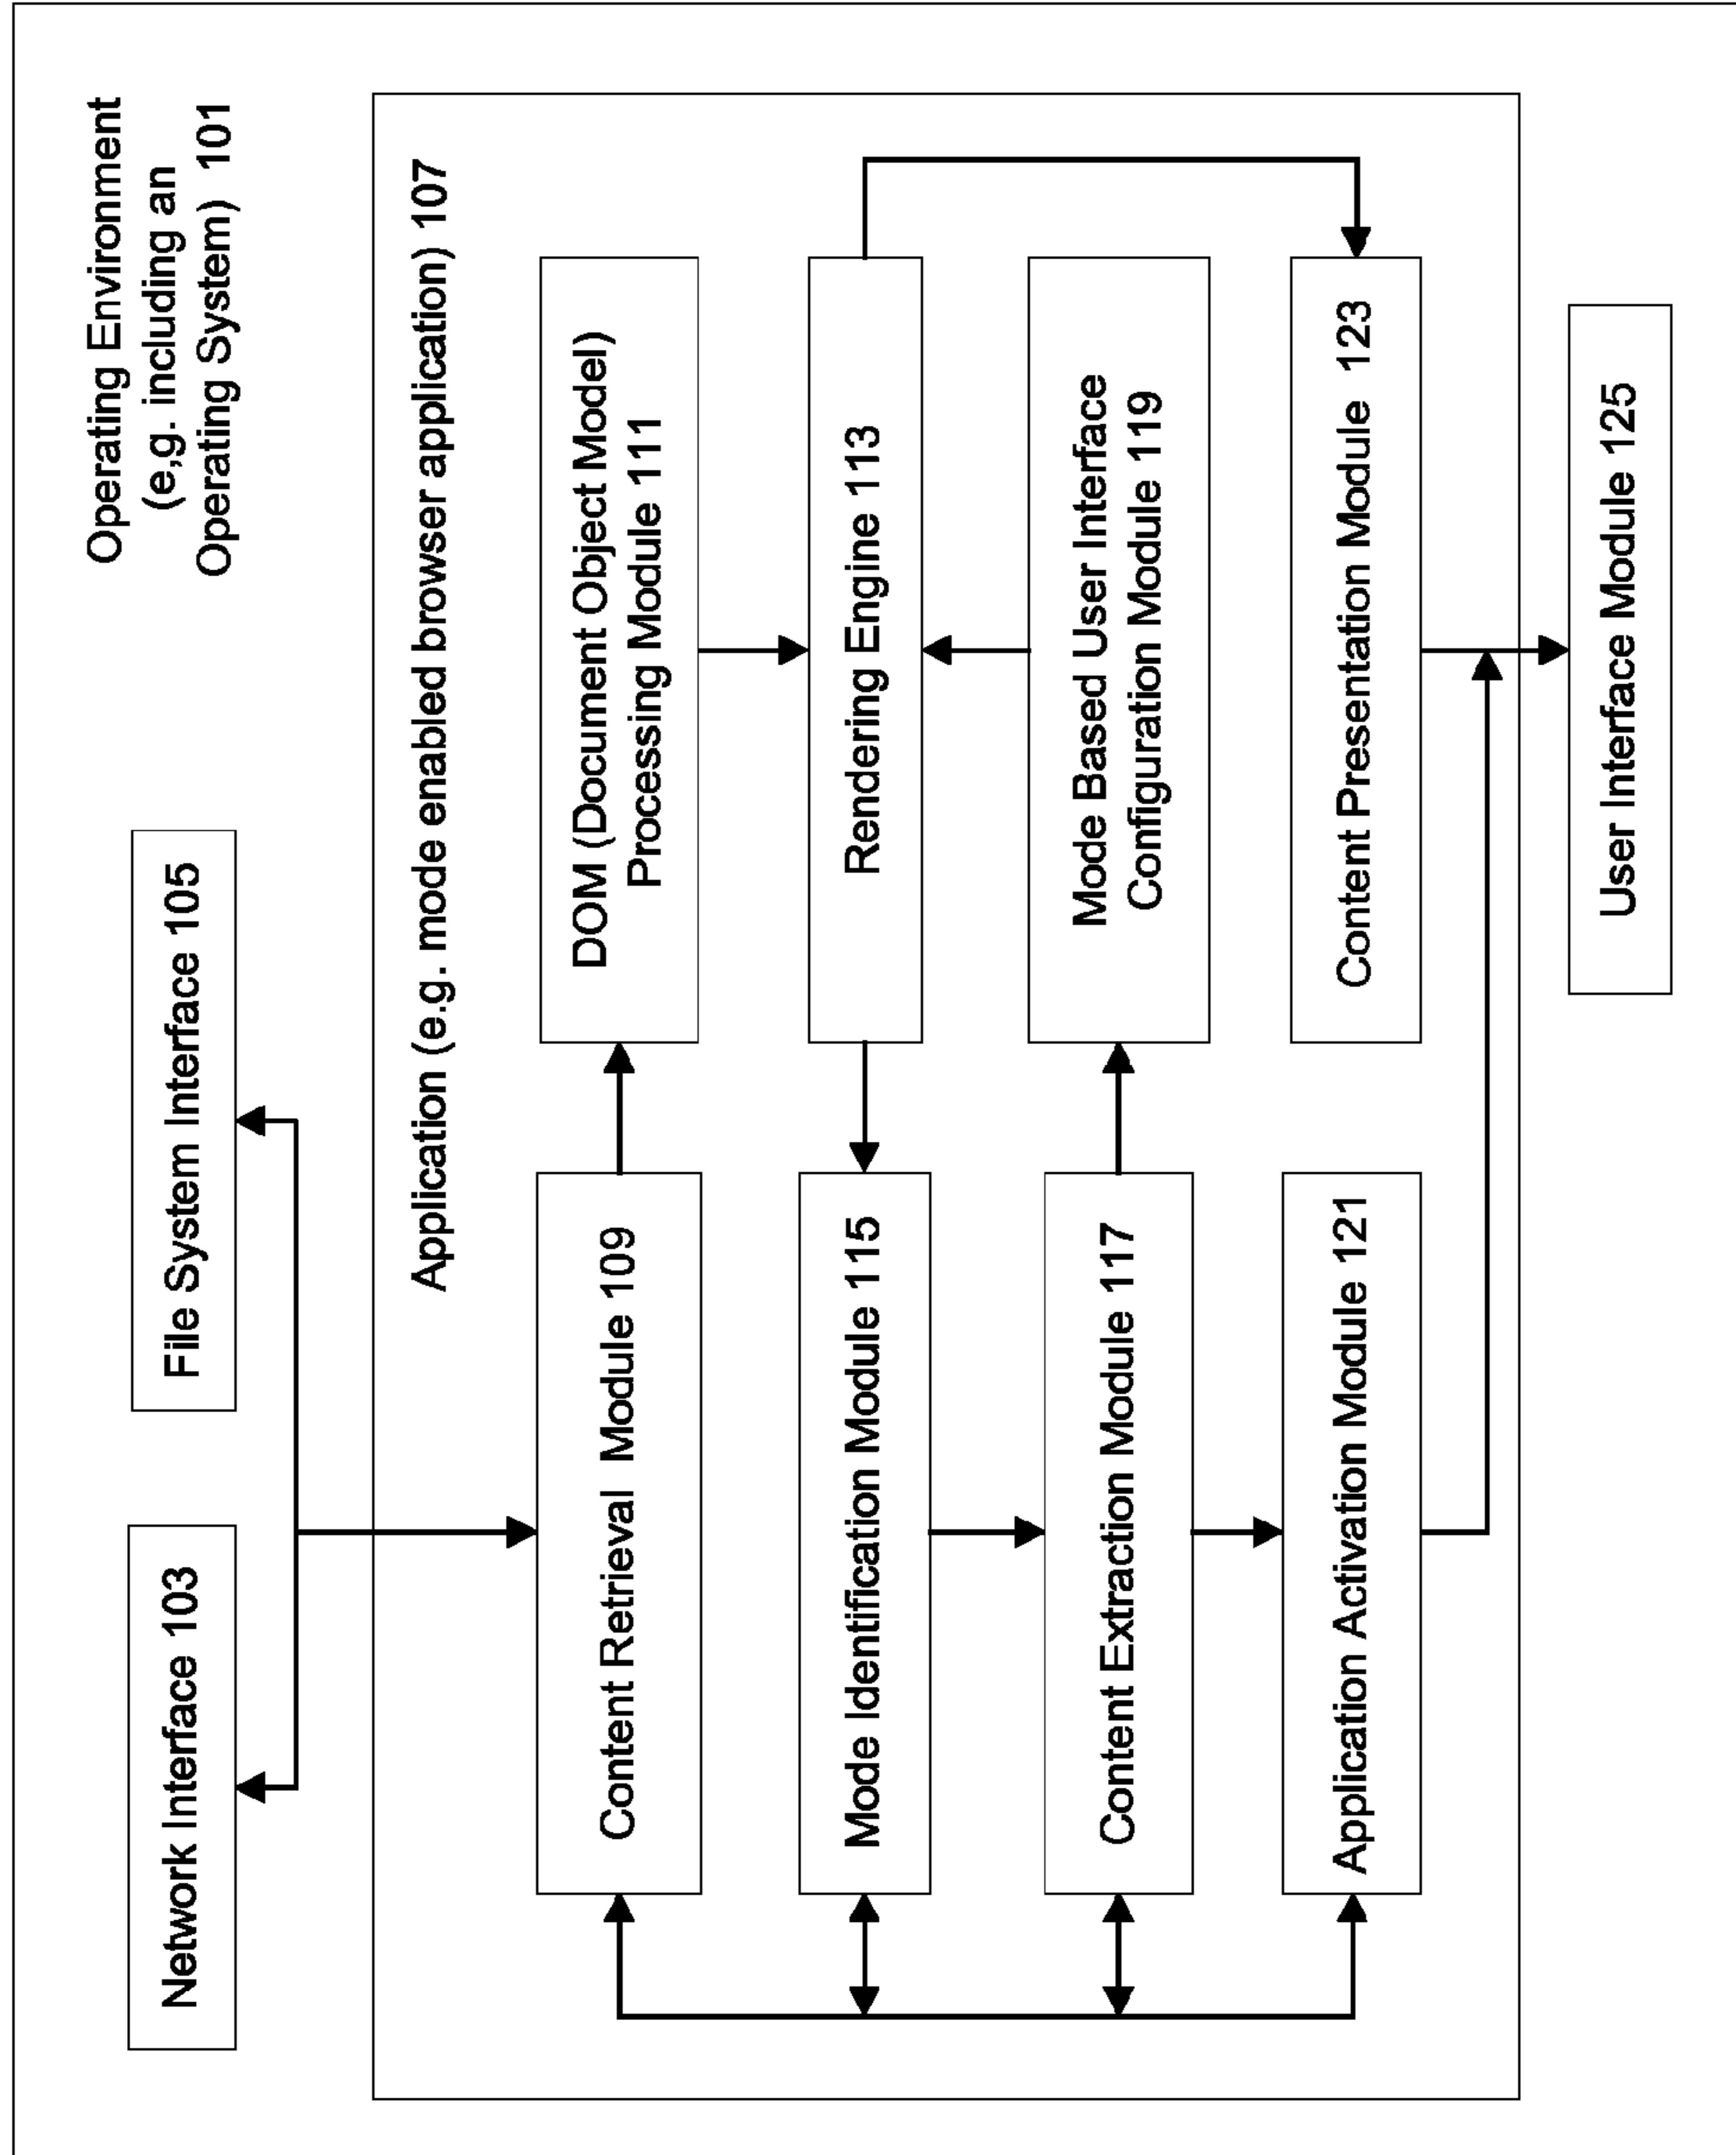 Operating Environment
(e,g. including an
Operating System) 101
Network Interface 103
File System Interface 105
Application (e.g. mode enabled browser application) 107
Content Retrieval Module 109
DOM (Document Object Model)
Processing Module 111
Mode Identification Module 115
Rendering Engine 113
Content Extraction Module 117
Mode Based User Interface
Configuration Module 119
Application Activation Module 121
Content Presentation Module 123
User Interface Module 125